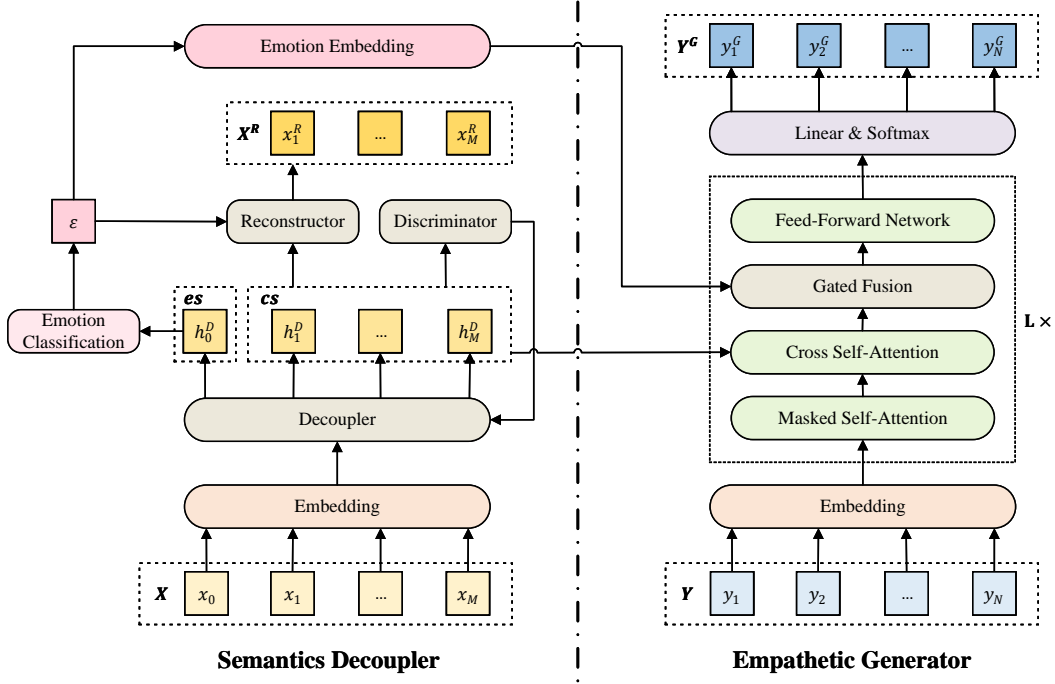 Emotion Embedding
X^R x_1^R ... x_M^R
ε
Reconstructor
Discriminator
es
cs
Emotion
Classification
h_0^D h_1^D ... h_M^D
Decoupler
Embedding
X x_0 x_1 ... x_M
Semantics Decoupler
Y^G y_1^G y_2^G ... y_N^G
Linear & Softmax
Feed-Forward Network
Gated Fusion
L ×
Cross Self-Attention
Masked Self-Attention
Embedding
Y y_1 y_2 ... y_N
Empathetic Generator